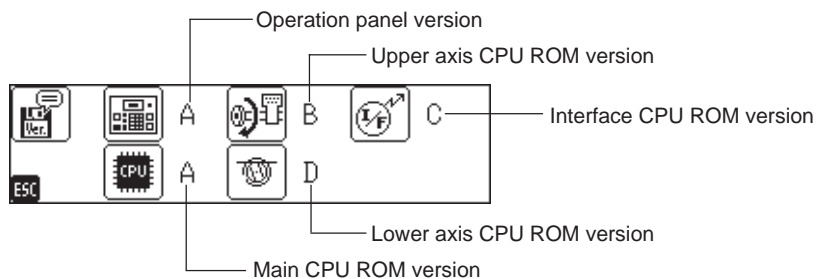 Operation panel version
Upper axis CPU ROM version
Ver. A B I/F C
Interface CPU ROM version
CPU A D
ESC
Lower axis CPU ROM version
Main CPU ROM version